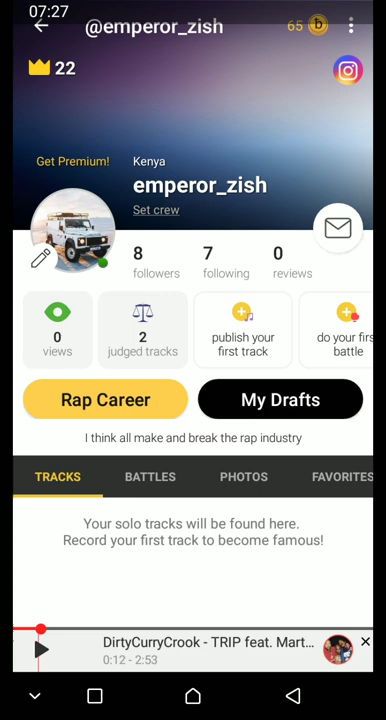 07:27
@emperor_zish
65
22
Get Premium!
Kenya
emperor_zish
Set crew
8
followers
7
following
0
reviews
0
views
2
judged tracks
publish your
first track
do your firs
battle
Rap Career
My Drafts
I think all make and break the rap industry
TRACKS
BATTLES
PHOTOS
FAVORITES
Your solo tracks will be found here.
Record your first track to become famous!
DirtyCurryCrook - TRIP feat. Mart...
0:12 - 2:53